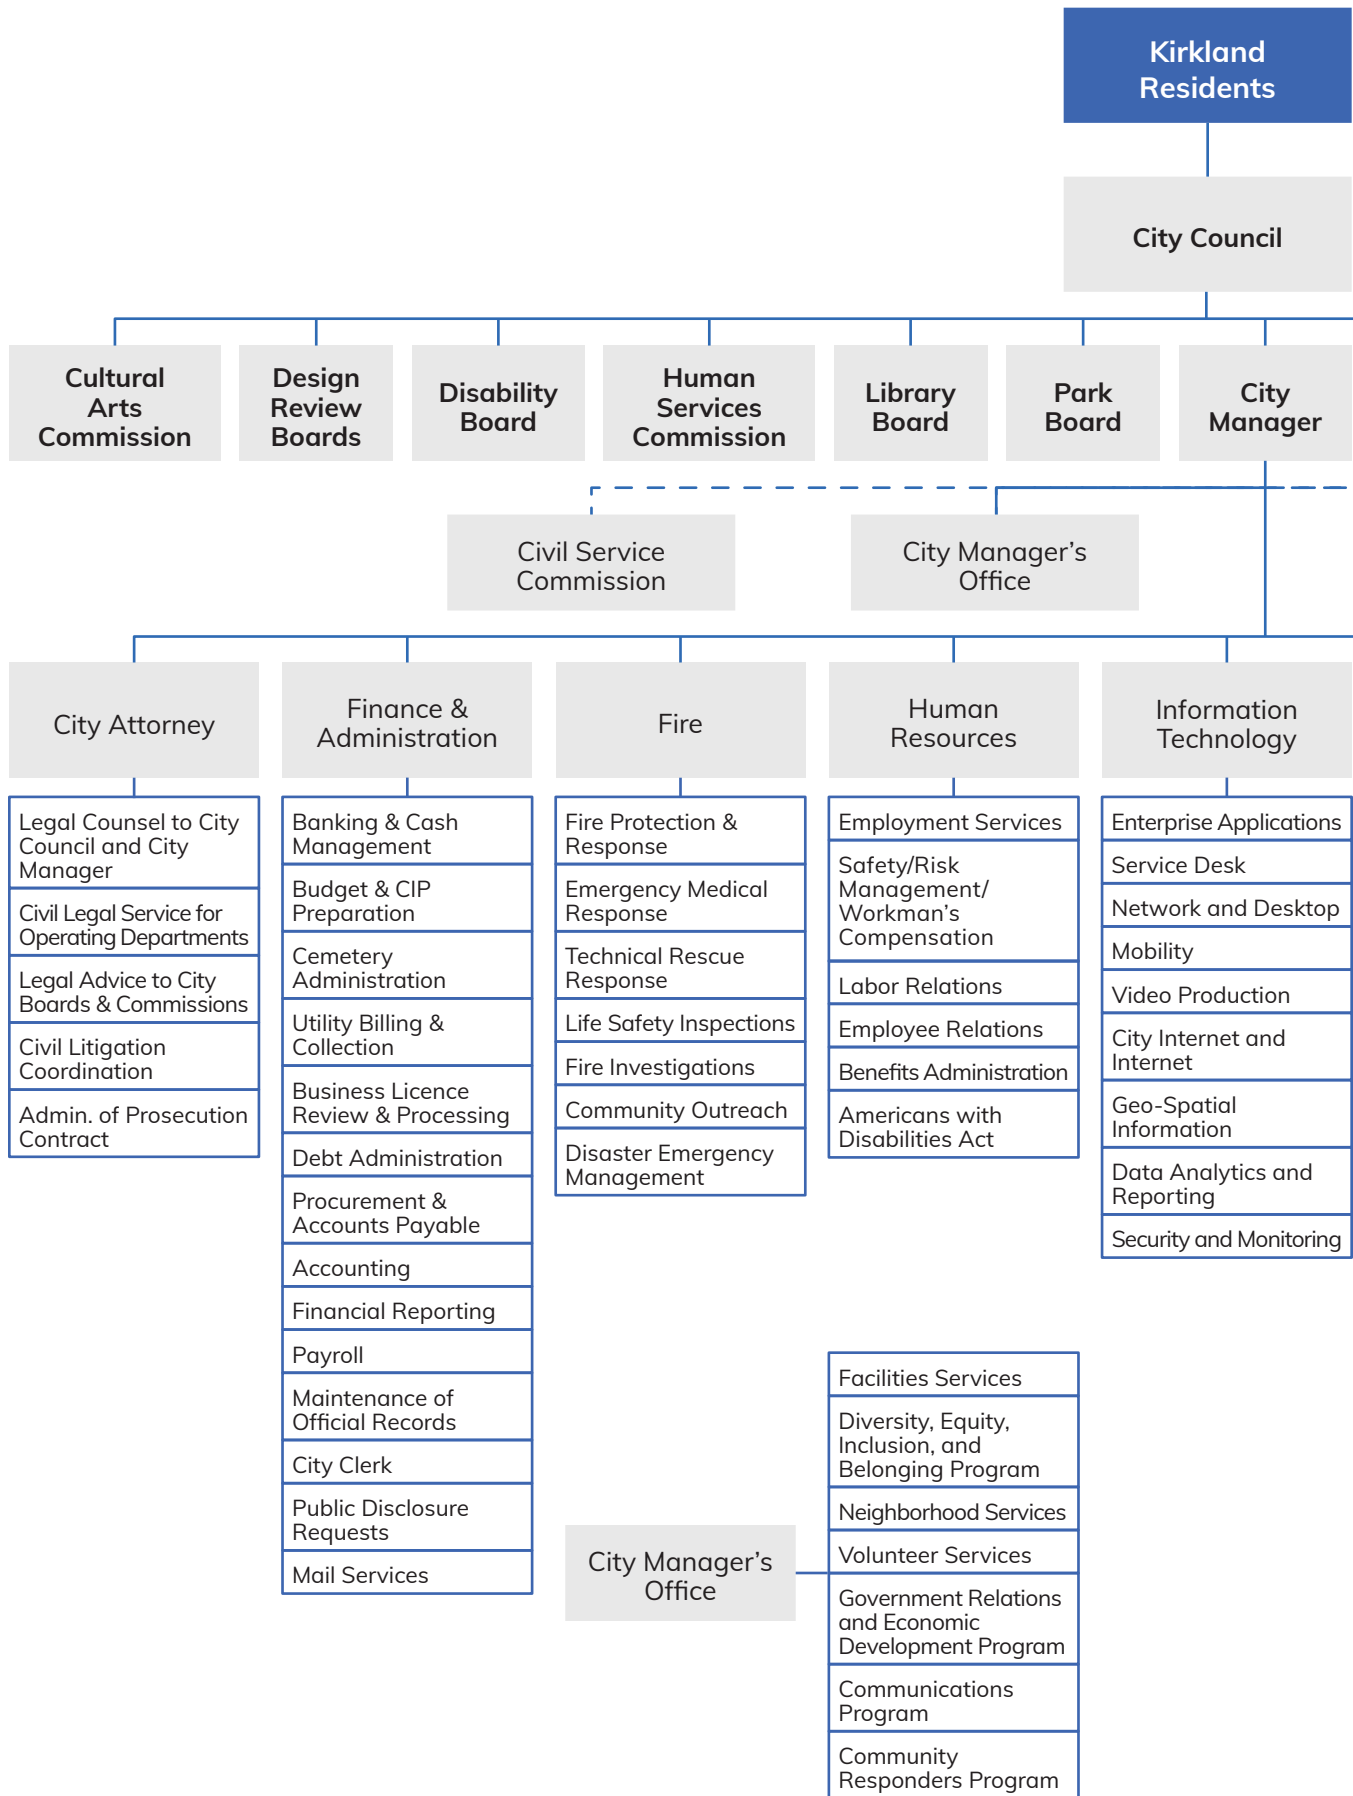 Kirkland
Residents
City Council
Cultural
Arts
Commission
Design
Review
Boards
Disability
Board
Human
Services
Commission
Library
Board
Park
Board
City
Manager
Civil Service
Commission
City Manager's
Office
City Attorney
Legal Counsel to City
Council and City
Manager
Civil Legal Service for
Operating Departments
Legal Advice to City
Boards & Commissions
Civil Litigation
Coordination
Admin. of Prosecution
Contract
Finance &
Administration
Banking & Cash
Management
Budget & CIP
Preparation
Cemetery
Administration
Utility Billing &
Collection
Business Licence
Review & Processing
Debt Administration
Procurement &
Accounts Payable
Accounting
Financial Reporting
Payroll
Maintenance of
Official Records
City Clerk
Public Disclosure
Requests
Mail Services
Fire
Fire Protection &
Response
Emergency Medical
Response
Technical Rescue
Response
Life Safety Inspections
Fire Investigations
Community Outreach
Disaster Emergency
Management
Human
Resources
Employment Services
Safety/Risk
Management/
Workman's
Compensation
Labor Relations
Employee Relations
Benefits Administration
Americans with
Disabilities Act
Information
Technology
Enterprise Applications
Service Desk
Network and Desktop
Mobility
Video Production
City Internet and
Internet
Geo-Spatial
Information
Data Analytics and
Reporting
Security and Monitoring
City Manager's
Office
Facilities Services
Diversity, Equity,
Inclusion, and
Belonging Program
Neighborhood Services
Volunteer Services
Government Relations
and Economic
Development Program
Communications
Program
Community
Responders Program